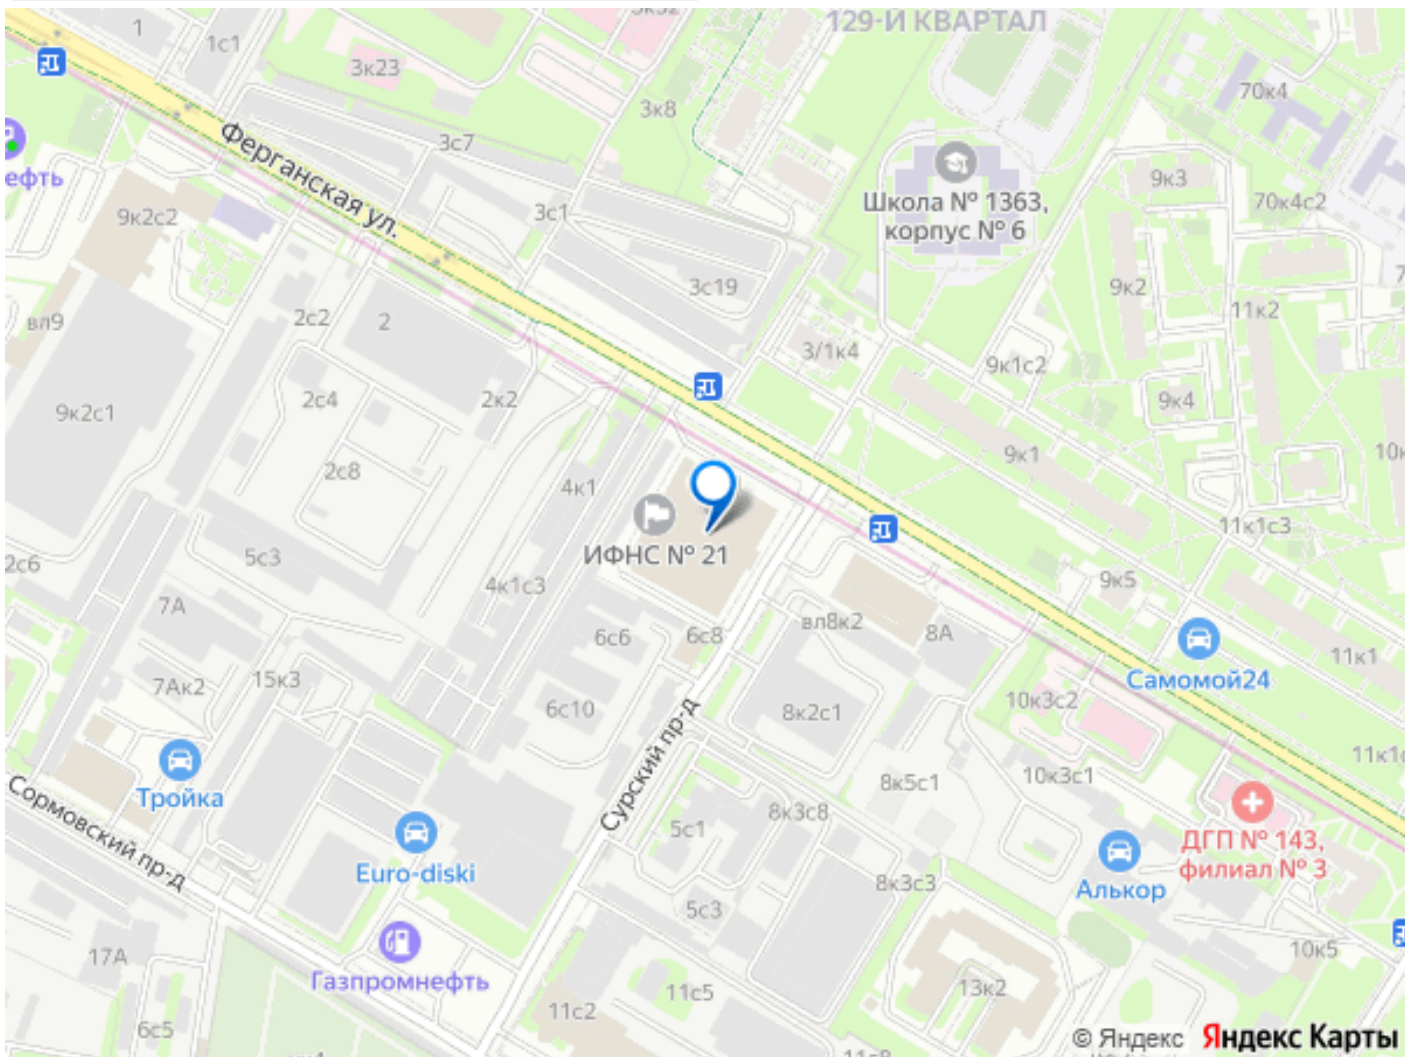 129-Й КВАРТАЛ
1
1с1
3к32
3к23
70к4
3к8
3с7
Ферганская ул.
ефть
9к3
Школа № 1363,
корпус № 6
70к4с2
9к2с2
3с1
3с19
9к2
11к2
вл9
2с2
2
3/1к4
9к1с2
2с4
2к2
9к4
9к2с1
9к1
2с8
4к1
11к1с3
ИФНС № 21
2с6
5с3
4к1с3
9к5
7А
вл8к2
8А
6с6
6с8
11к1
Самомой24
7Ак2
15к3
10к3с2
6с10
8к2с1
Сурский пр-д
Тройка
8к5с1
10к3с1
Сормовский пр-д
5с1
8к3с8
ДГП № 143,
филиал № 3
Euro-diski
8к3с3
Алькор
5с3
17А
10к5
Газпромнефть
11с5
13к2
11с2
6с5
© Яндекс Яндекс Карты